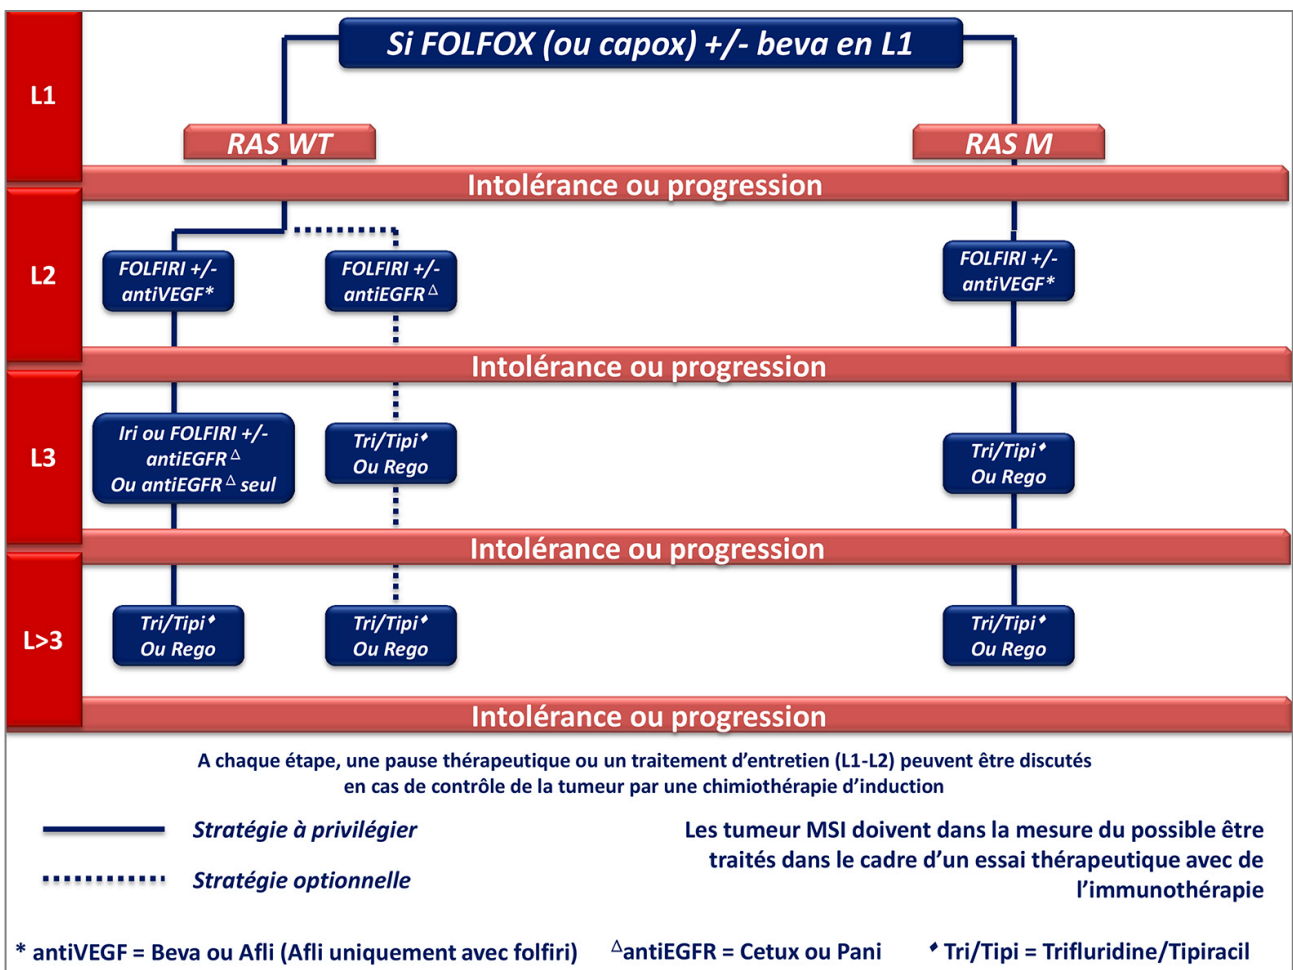 Si FOLFOX (ou capox) +/- beva en L1
L1
RAS WT
RAS M
Intolérance ou progression
L2
FOLFIRI +/-
antiVEGF*
FOLFIRI +/-
antiEGFR Δ
FOLFIRI +/-
antiVEGF*
Intolérance ou progression
L3
Iri ou FOLFIRI +/-
antiEGFR Δ
Ou antiEGFR Δ seul
Tri/Tipi♦
Ou Rego
Tri/Tipi♦
Ou Rego
Intolérance ou progression
L>3
Tri/Tipi♦
Ou Rego
Tri/Tipi♦
Ou Rego
Tri/Tipi♦
Ou Rego
Intolérance ou progression
A chaque étape, une pause thérapeutique ou un traitement d’entretien (L1-L2) peuvent être discutés
en cas de contrôle de la tumeur par une chimiothérapie d’induction
Stratégie à privilégier
Stratégie optionnelle
Les tumeur MSI doivent dans la mesure du possible être
traités dans le cadre d’un essai thérapeutique avec de
l’immunothérapie
* antiVEGF = Beva ou Afli (Afli uniquement avec folfiri)
ΔantiEGFR = Cetux ou Pani
♦ Tri/Tipi = Trifluridine/Tipiracil